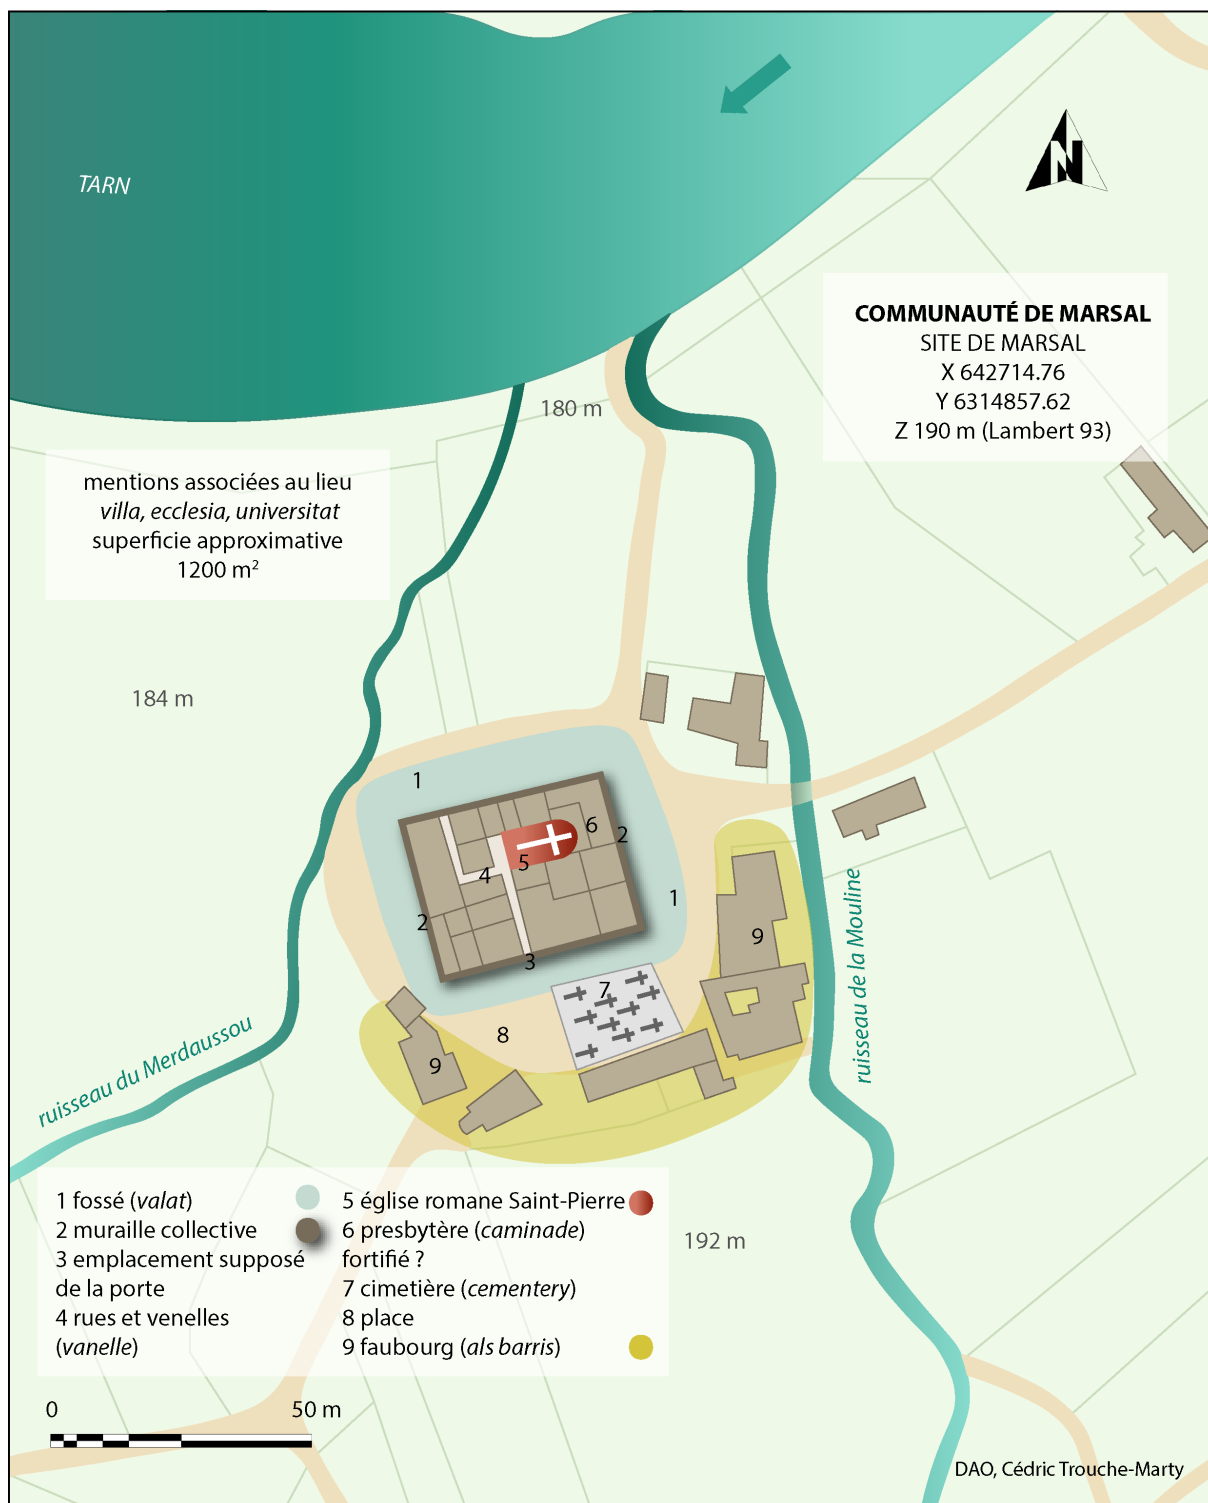 TARN
N
COMMUNAUTÉ DE MARSAL
SITE DE MARSAL
X 642714.76
Y 6314857.62
Z 190 m (Lambert 93)
180 m
mentions associées au lieu
villa, ecclesia, universitat
superficie approximative
1200 m²
184 m
1
6
2
5
4
1
2
3
9
7
8
9
ruisseau de la Mouline
ruisseau du Merdaussou
192 m
1 fossé (valat)
2 muraille collective
3 emplacement supposé
de la porte
4 rues et venelles
(vanelle)
5 église romane Saint-Pierre
6 presbytère (caminade)
fortifié ?
7 cimetière (cementery)
8 place
9 faubourg (als barris)
0 50 m
DAO, Cédric Trouche-Marty